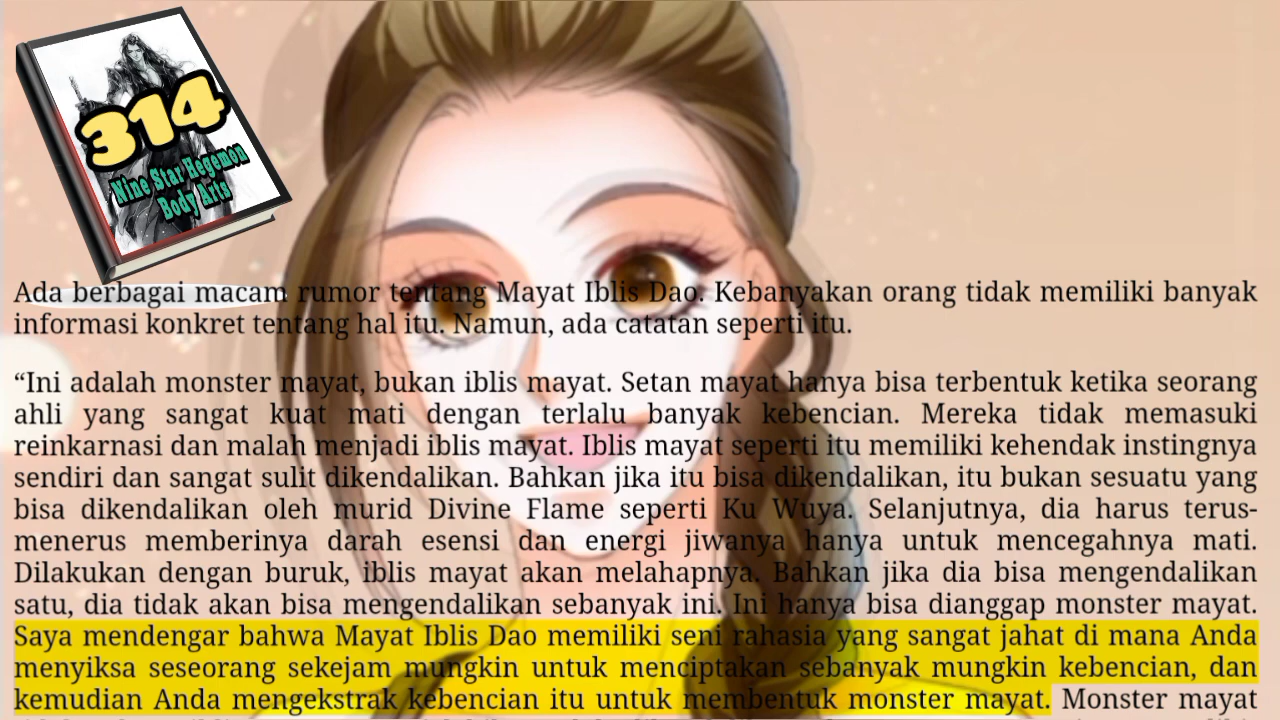 314
Nine Star Hegemon
Body Arts
Ada berbagai macam rumor tentang Mayat Iblis Dao. Kebanyakan orang tidak memiliki banyak
informasi konkret tentang hal itu. Namun, ada catatan seperti itu.
“Ini adalah monster mayat, bukan iblis mayat. Setan mayat hanya bisa terbentuk ketika seorang
ahli yang sangat kuat mati dengan terlalu banyak kebencian. Mereka tidak memasuki
reinkarnasi dan malah menjadi iblis mayat. Iblis mayat seperti itu memiliki kehendak instingnya
sendiri dan sangat sulit dikendalikan. Bahkan jika itu bisa dikendalikan, itu bukan sesuatu yang
bisa dikendalikan oleh murid Divine Flame seperti Ku Wuya. Selanjutnya, dia harus terus-
menerus memberinya darah esensi dan energi jiwanya hanya untuk mencegahnya mati.
Dilakukan dengan buruk, iblis mayat akan melahapnya. Bahkan jika dia bisa mengendalikan
satu, dia tidak akan bisa mengendalikan sebanyak ini. Ini hanya bisa dianggap monster mayat.
Saya mendengar bahwa Mayat Iblis Dao memiliki seni rahasia yang sangat jahat di mana Anda
menyiksa seseorang sekejam mungkin untuk menciptakan sebanyak mungkin kebencian, dan
kemudian Anda mengekstrak kebencian itu untuk membentuk monster mayat. Monster mayat